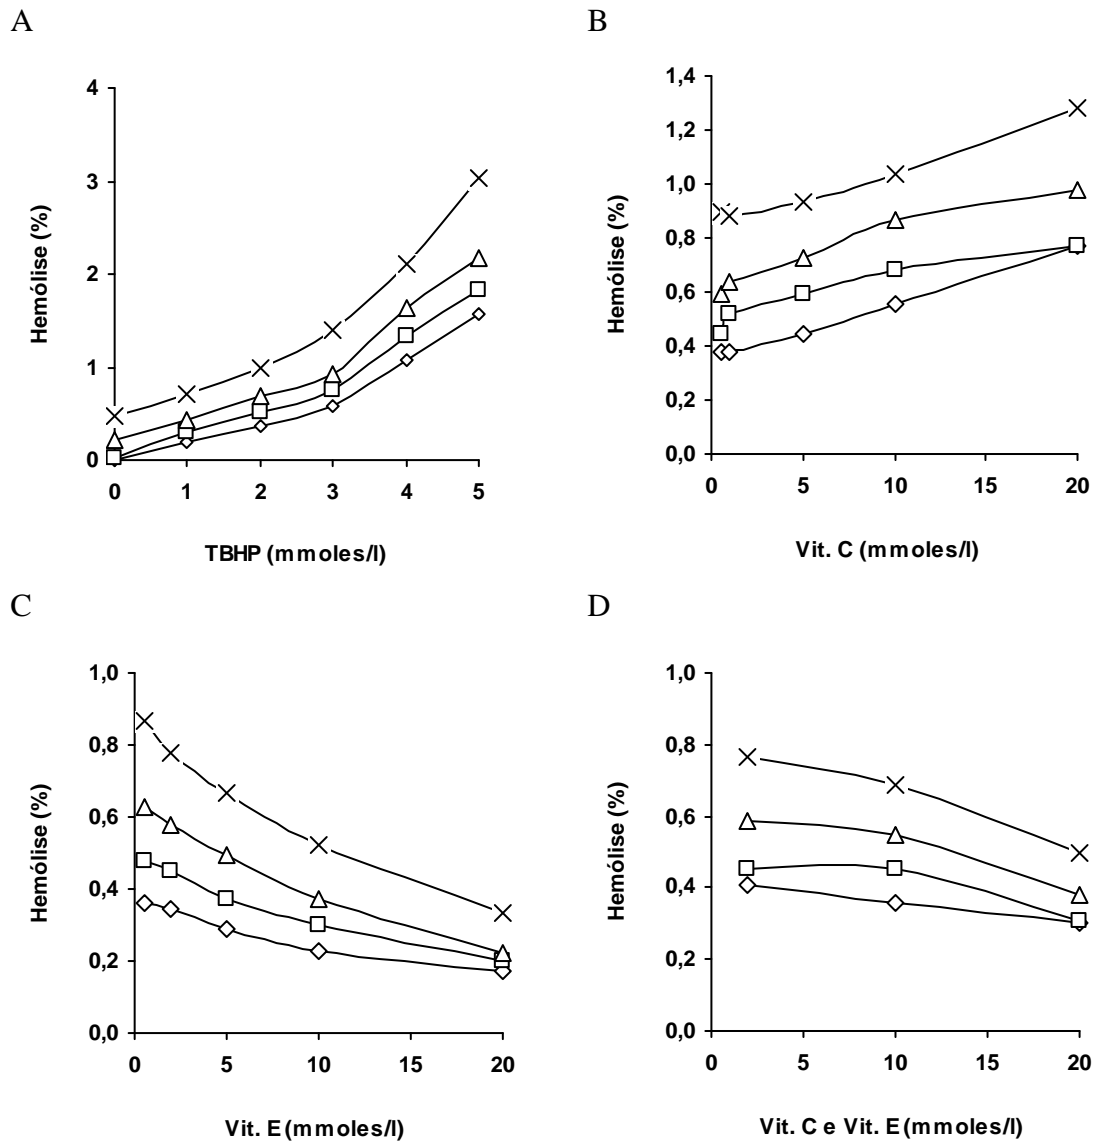 A
4
3
2
1
0
Hemólise (%)
0 1 2 3 4 5
TBHP (mmoles/l)
B
1,4
1,2
1,0
0,8
0,6
0,4
0,2
0,0
Hemólise (%)
0 5 10 15 20
Vit. C (mmoles/l)
C
1,0
0,8
0,6
0,4
0,2
0,0
Hemólise (%)
0 5 10 15 20
Vit. E (mmoles/l)
D
1,0
0,8
0,6
0,4
0,2
0,0
Hemólise (%)
0 5 10 15 20
Vit. C e Vit. E (mmoles/l)